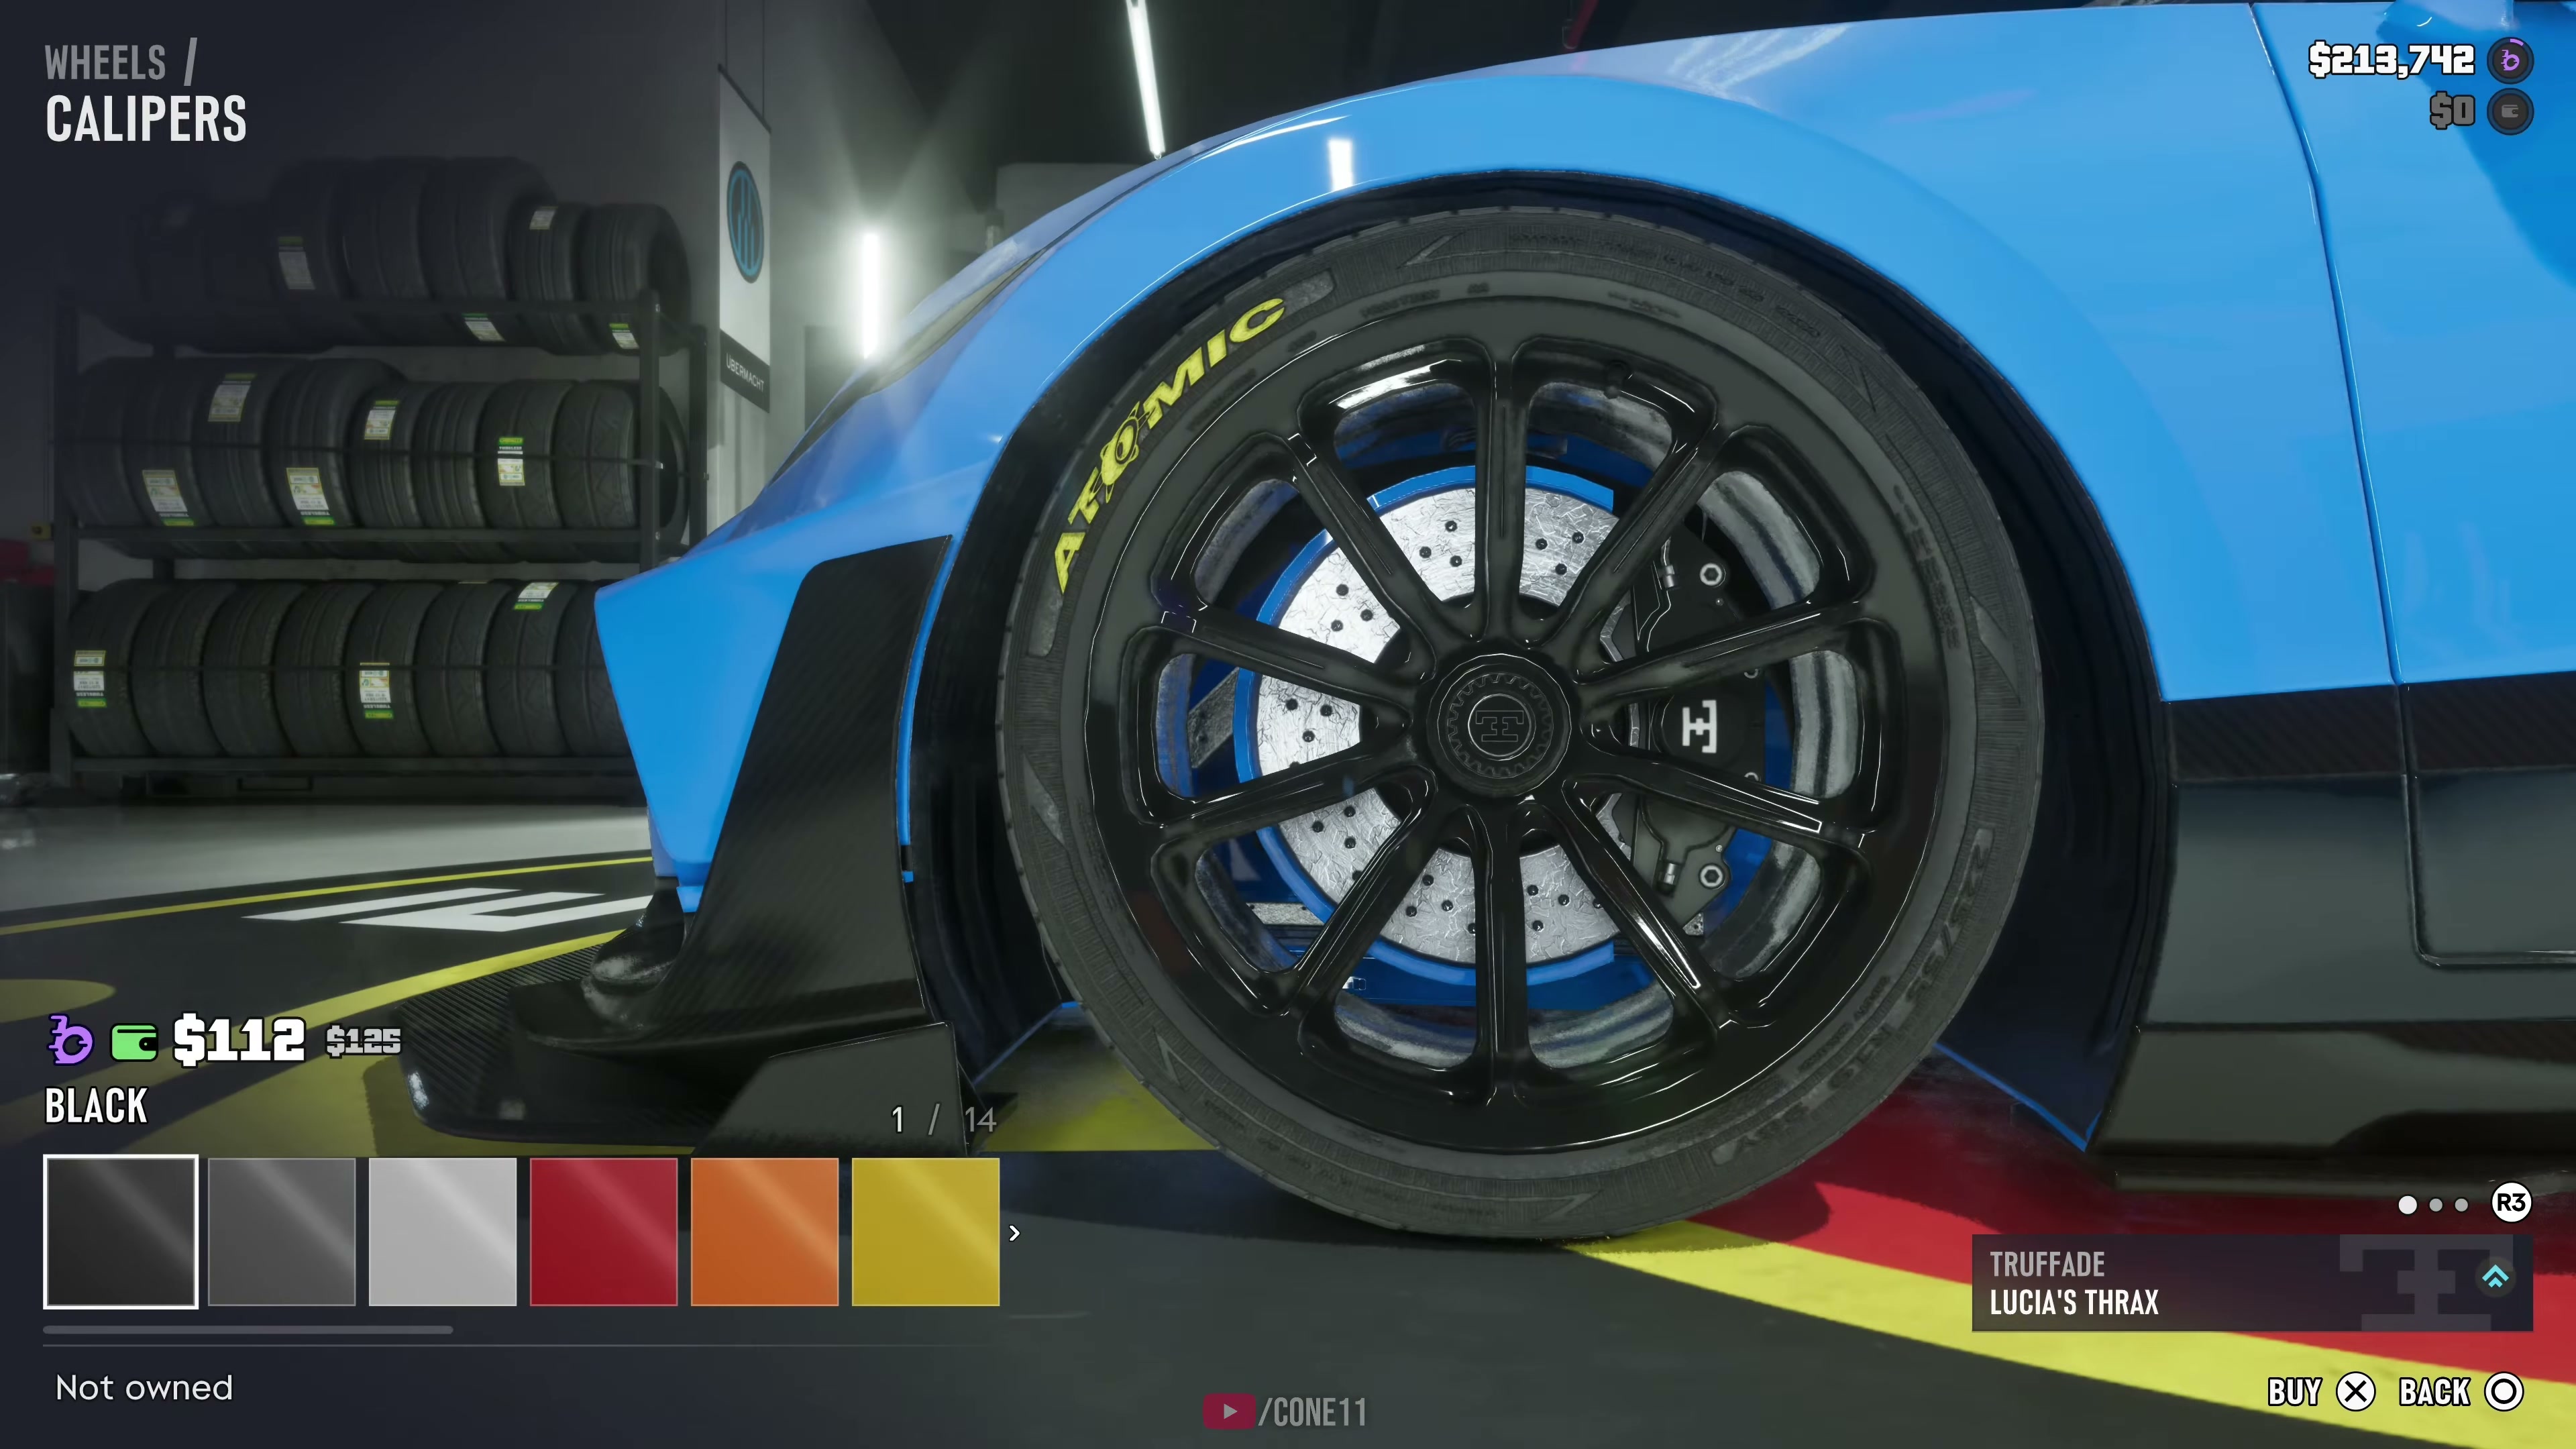 WHEELS /
CALIPERS
$213,742
$0
ÜBERMACHT
ATOMIC
$112 $125
BLACK
1 / 14
R3
TRUFFADE
LUCIA'S THRAX
Not owned
/CONE11
BUY
BACK